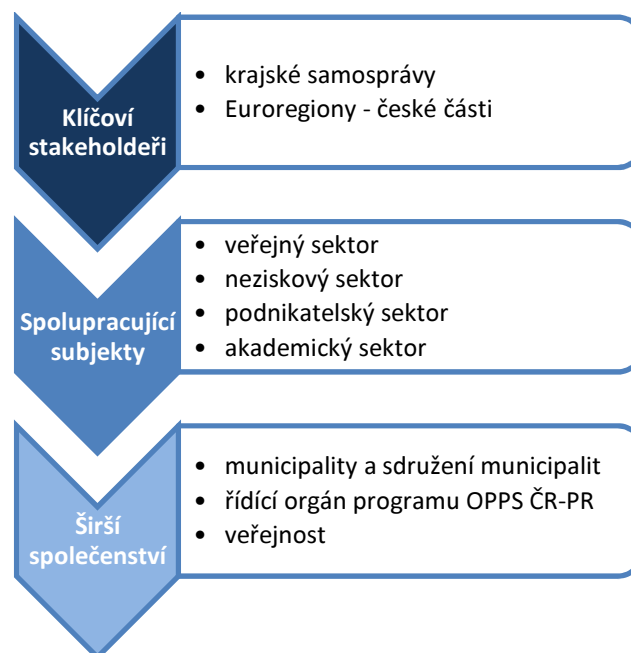 Klíčoví
stakeholdeři
• krajské samosprávy
• Euroregiony - české části
Spolupracující
subjekty
• veřejný sektor
• neziskový sektor
• podnikatelský sektor
• akademický sektor
Širší
společenství
• municipality a sdružení municipalit
• řídící orgán programu OPPS ČR-PR
• veřejnost